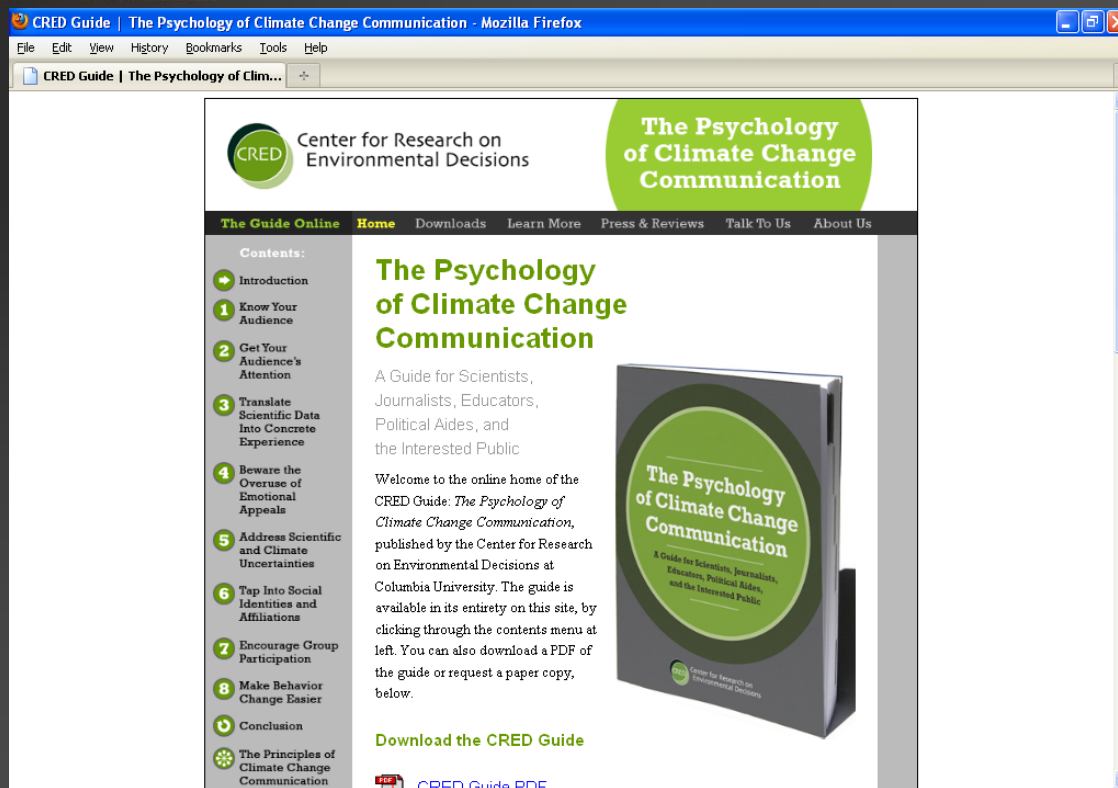 CRED Guide | The Psychology of Climate Change Communication - Mozilla Firefox
File Edit View History Bookmarks Tools Help
CRED Guide | The Psychology of Clim...
CRED
Center for Research on
Environmental Decisions
The Psychology
of Climate Change
Communication
The Guide Online Home Downloads Learn More Press & Reviews Talk To Us About Us
Contents:
Introduction
1 Know Your
Audience
2 Get Your
Audience's
Attention
3 Translate
Scientific Data
Into Concrete
Experience
4 Beware the
Overuse of
Emotional
Appeals
5 Address Scientific
and Climate
Uncertainties
6 Tap Into Social
Identities and
Affiliations
7 Encourage Group
Participation
8 Make Behavior
Change Easier
Conclusion
The Principles of
Climate Change
Communication
The Psychology
of Climate Change
Communication
A Guide for Scientists,
Journalists, Educators,
Political Aides, and
the Interested Public
Welcome to the online home of the
CRED Guide: The Psychology of
Climate Change Communication,
published by the Center for Research
on Environmental Decisions at
Columbia University. The guide is
available in its entirety on this site, by
clicking through the contents menu at
left. You can also download a PDF of
the guide or request a paper copy,
below.
The Psychology
of Climate Change
Communication
A Guide for Scientists, Journalists,
Educators, Political Aides,
and the Interested Public
CRED
Center for Research on
Environmental Decisions
Download the CRED Guide
PDF
CRED Guide PDF